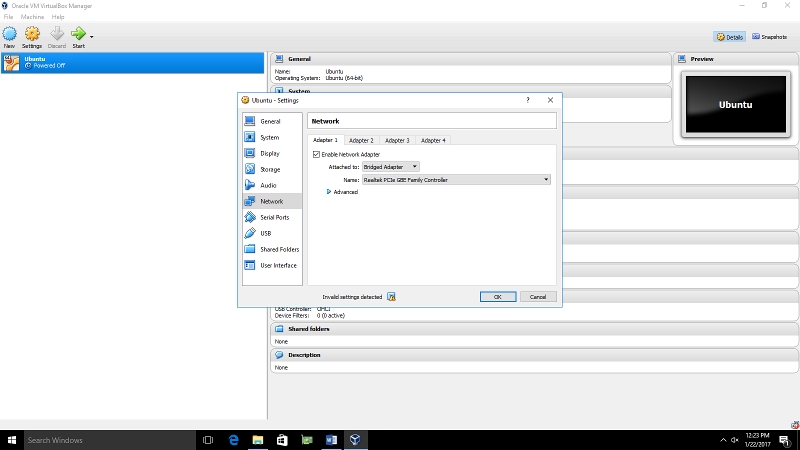 Oracle VM VirtualBox Manager
File Machine Help
New Settings Discard Start
Details Snapshots
Ubuntu
Powered Off
General
Name: Ubuntu
Operating System: Ubuntu (64-bit)
System
Preview
Ubuntu
Ubuntu - Settings
General
System
Display
Storage
Audio
Network
Serial Ports
USB
Shared Folders
User Interface
Network
Adapter 1 Adapter 2 Adapter 3 Adapter 4
Enable Network Adapter
Attached to: Bridged Adapter
Name: Realtek PCIe GBE Family Controller
Advanced
Invalid settings detected
OK Cancel
USB Controller: OHCI
Device Filters: 0 (0 active)
Shared folders
None
Description
None
Search Windows
12:23 PM
1/22/2017